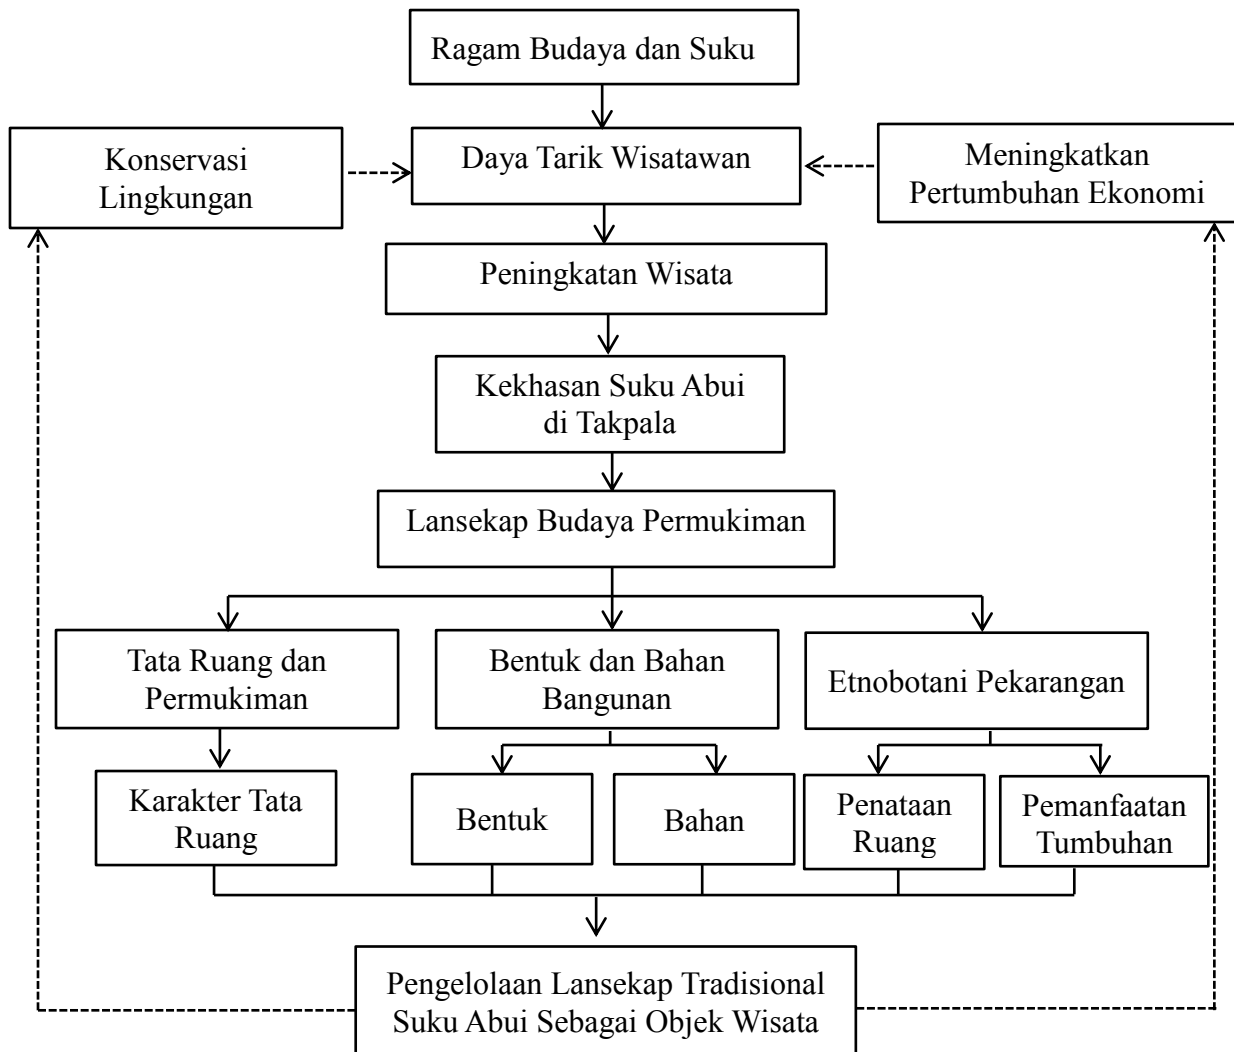 Ragam Budaya dan Suku
Konservasi
Lingkungan
Daya Tarik Wisatawan
Meningkatkan
Pertumbuhan Ekonomi
Peningkatan Wisata
Kekhasan Suku Abui
di Takpala
Lansekap Budaya Permukiman
Tata Ruang dan
Permukiman
Bentuk dan Bahan
Bangunan
Etnobotani Pekarangan
Karakter Tata
Ruang
Bentuk
Bahan
Penataan
Ruang
Pemanfaatan
Tumbuhan
Pengelolaan Lansekap Tradisional
Suku Abui Sebagai Objek Wisata